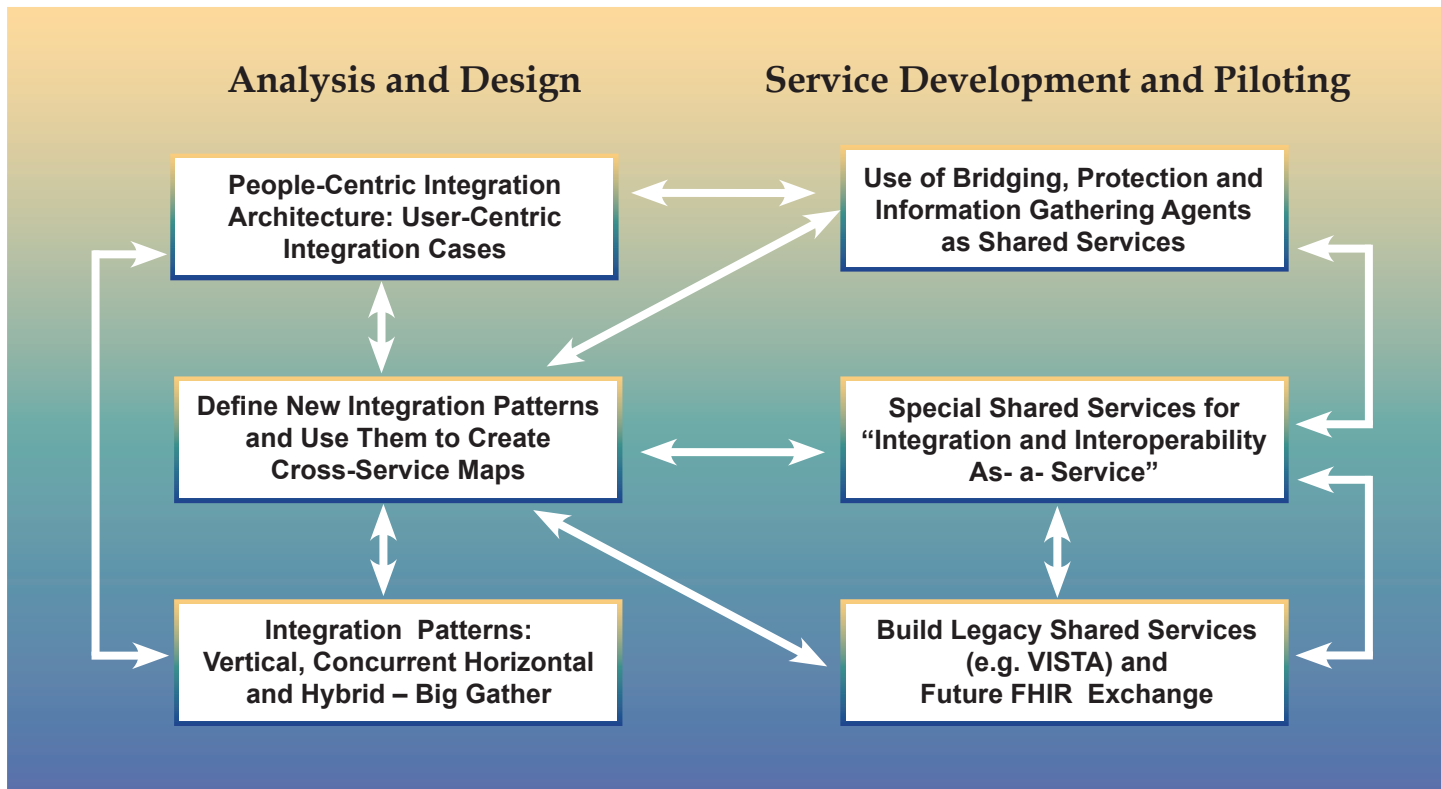 Analysis and Design
People-Centric Integration
Architecture: User-Centric
Integration Cases
Define New Integration Patterns
and Use Them to Create
Cross-Service Maps
Integration Patterns:
Vertical, Concurrent Horizontal
and Hybrid – Big Gather
Service Development and Piloting
Use of Bridging, Protection and
Information Gathering Agents
as Shared Services
Special Shared Services for
“Integration and Interoperability
As- a- Service”
Build Legacy Shared Services
(e.g. VISTA) and
Future FHIR Exchange